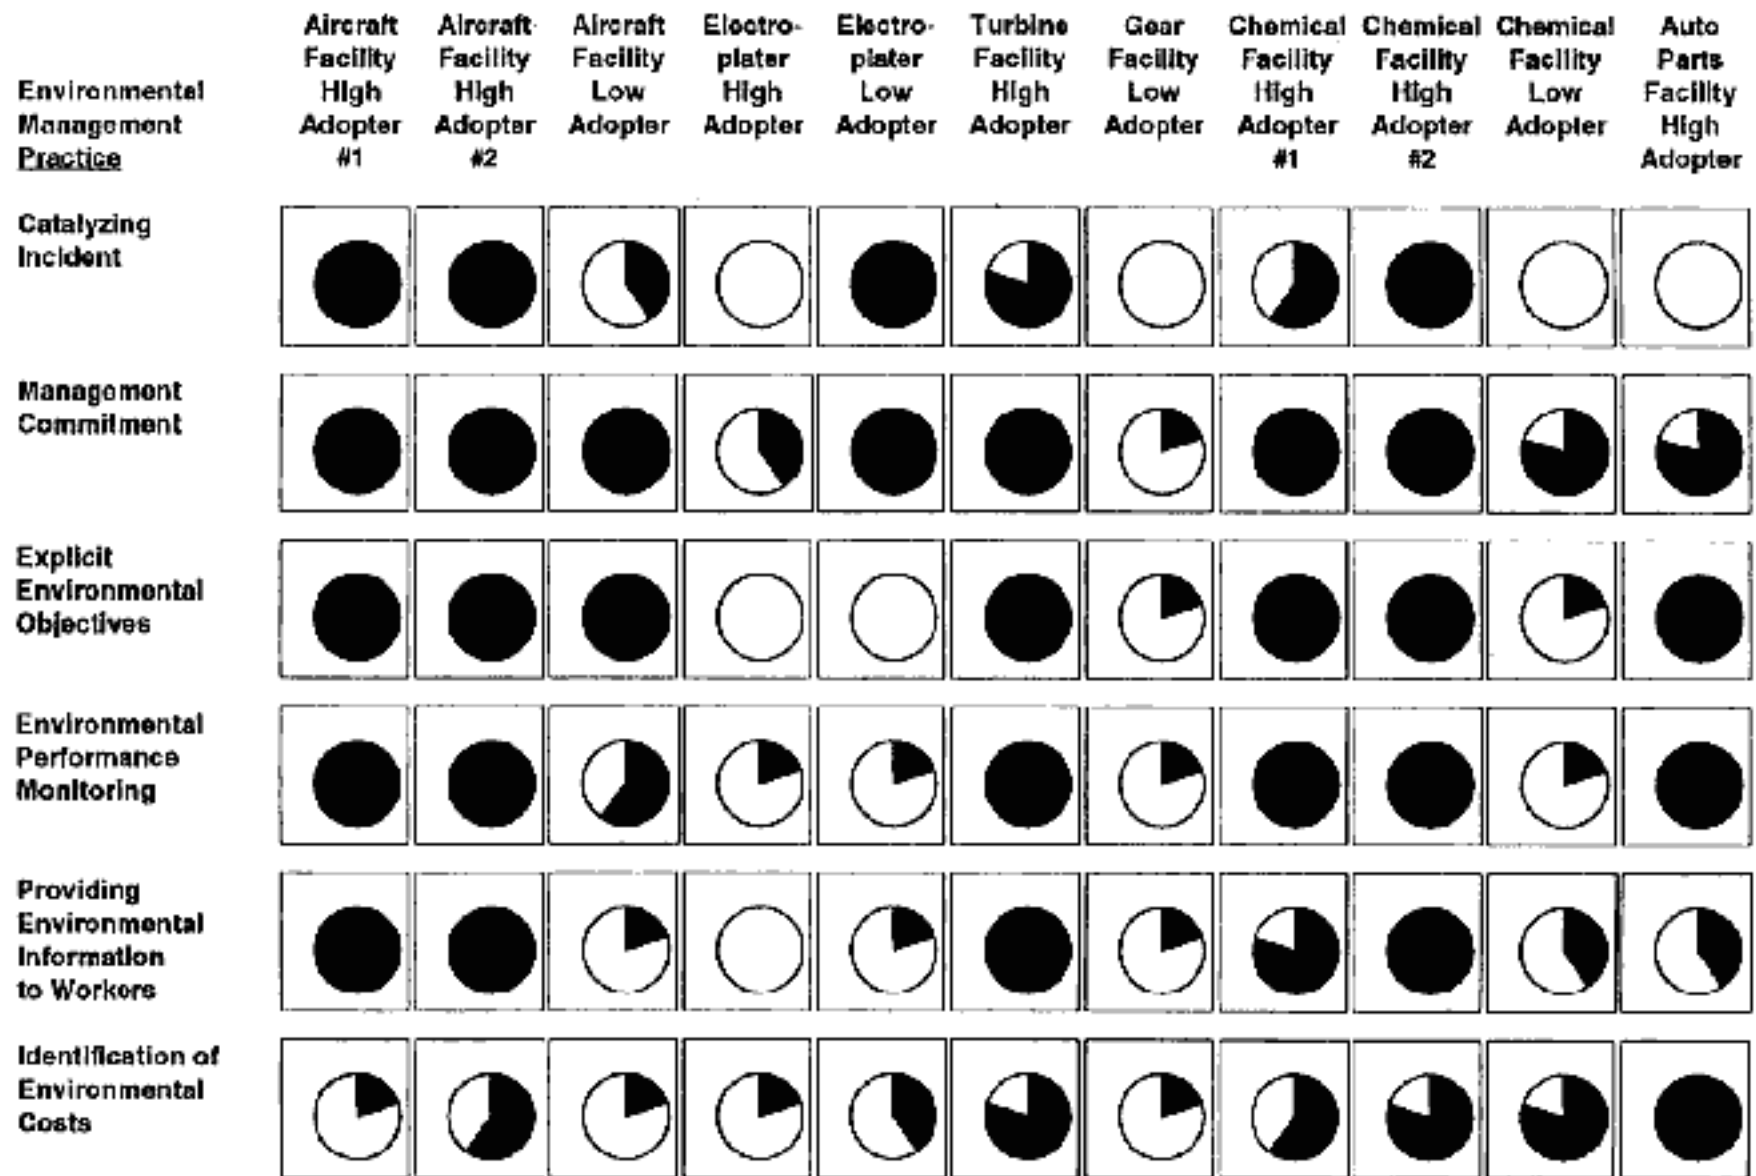 Environmental
Management
Practice
Aircraft
Facility
High
Adopter
#1
Aircraft
Facility
High
Adopter
#2
Aircraft
Facility
Low
Adopter
Electro-
plater
High
Adopter
Electro-
plater
Low
Adopter
Turbine
Facility
High
Adopter
Gear
Facility
Low
Adopter
Chemical
Facility
High
Adopter
#1
Chemical
Facility
High
Adopter
#2
Chemical
Facility
Low
Adopter
Auto
Parts
Facility
High
Adopter
Catalyzing
Incident
Management
Commitment
Explicit
Environmental
Objectives
Environmental
Performance
Monitoring
Providing
Environmental
Information
to Workers
Identification of
Environmental
Costs